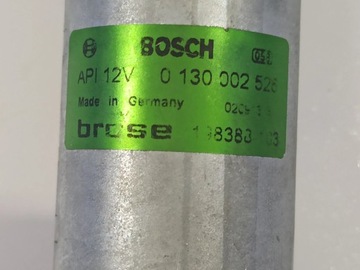 BOSCH
API 12V 0 130 002 526
Made in Germany
brose